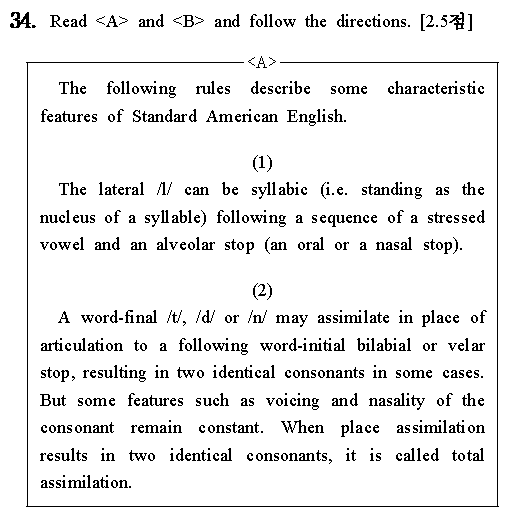 34. Read <A> and <B> and follow the directions. [2.5점]
<A>
The following rules describe some characteristic
features of Standard American English.
(1)
The lateral /l/ can be syllabic (i.e. standing as the
nucleus of a syllable) following a sequence of a stressed
vowel and an alveolar stop (an oral or a nasal stop).
(2)
A word-final /t/, /d/ or /n/ may assimilate in place of
articulation to a following word-initial bilabial or velar
stop, resulting in two identical consonants in some cases.
But some features such as voicing and nasality of the
consonant remain constant. When place assimilation
results in two identical consonants, it is called total
assimilation.